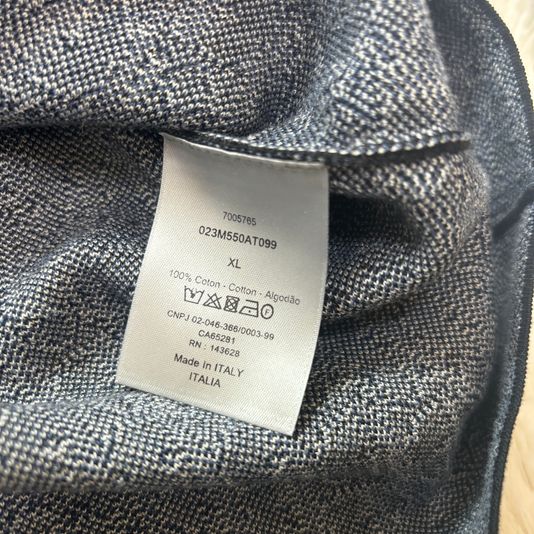 7005765
023M550AT099
XL
100% Coton - Cotton - Algodão
CNPJ 02-046-366/0003-99
CA65281
RN : 143628
Made in ITALY
ITALIA